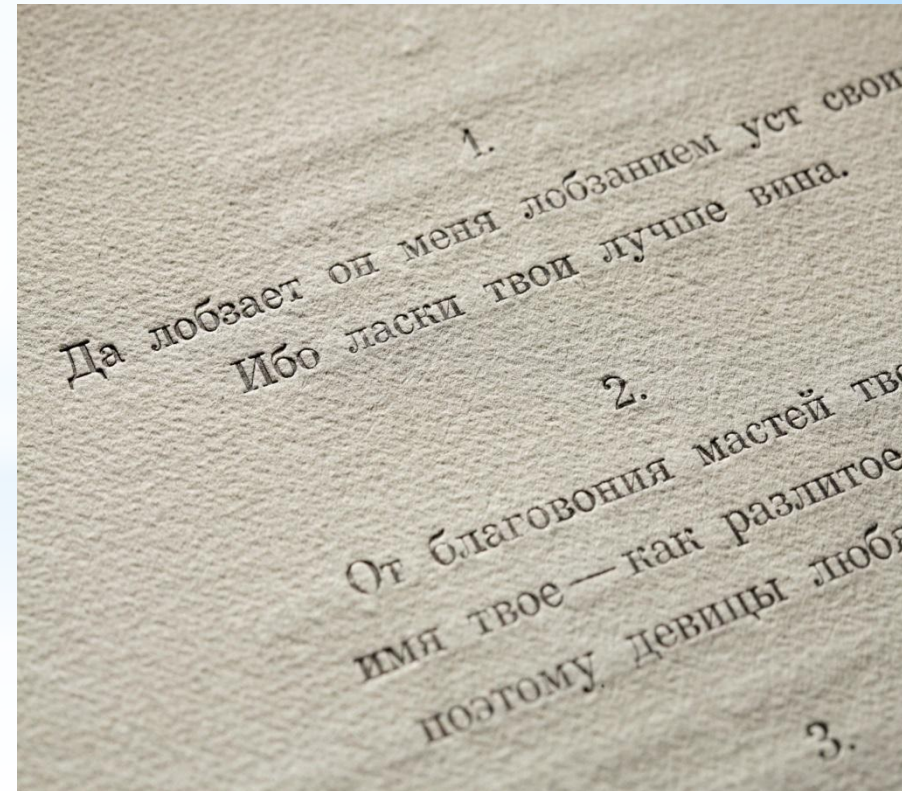 1.
Да лобзает он меня лобзанием уст
Ибо ласки твои лучше вина.
2.
От благовония мастей
имя твое — как разлитое
поэтому девицы
3.